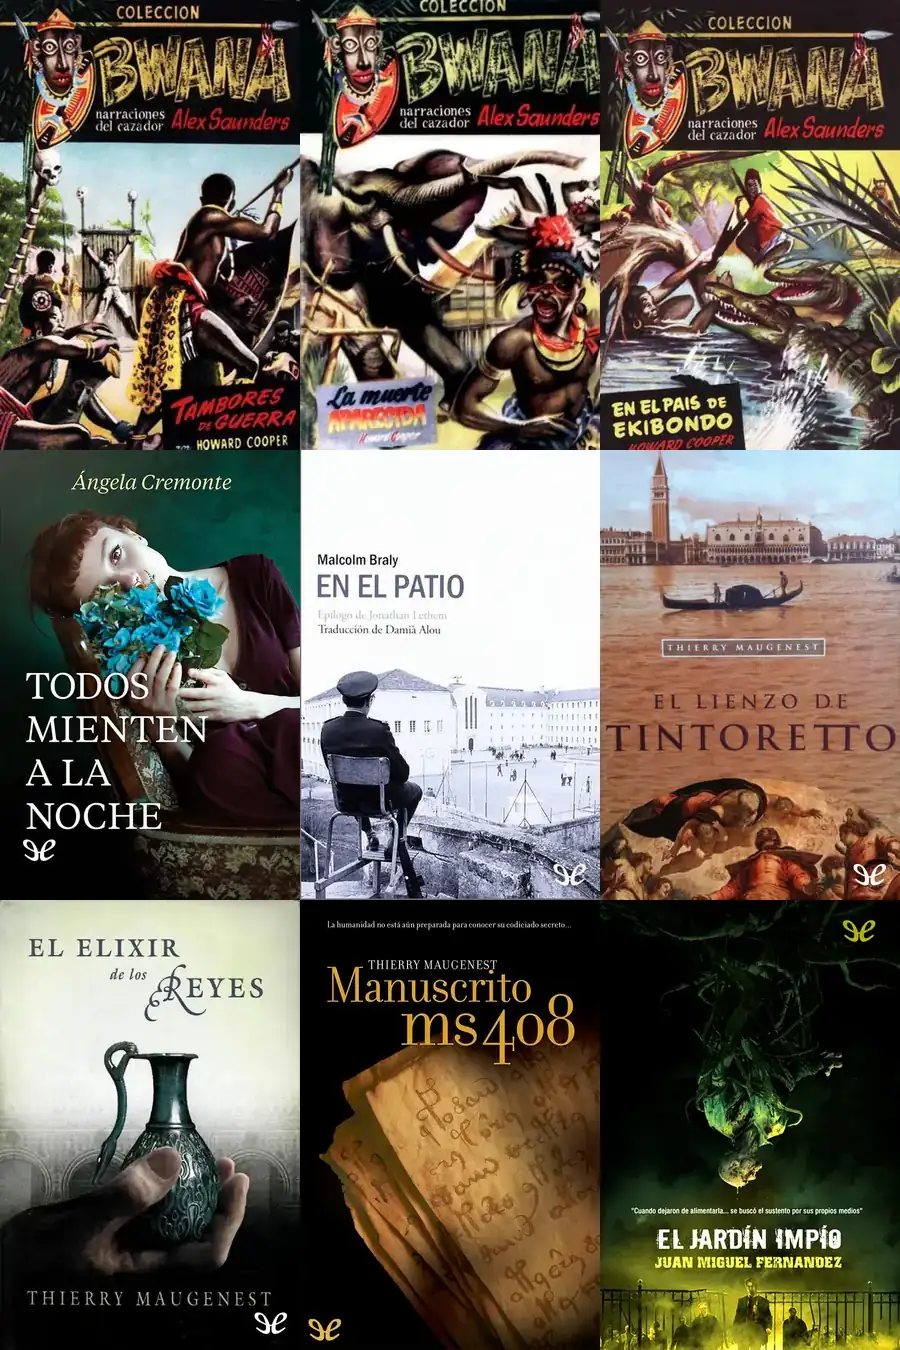 COLECCION
BWANA
narraciones
del cazador Alex Saunders
TAMBORES
DE GUERRA
HOWARD COOPER
COLECCION
BWANA
narraciones
del cazador Alex Saunders
La muerte
APARECIDA
Howard Cooper
COLECCION
BWANA
narraciones
del cazador Alex Saunders
EN EL PAIS DE
EKIBONDO
HOWARD COOPER
Ángela Cremonte
TODOS
MIENTEN
A LA
NOCHE
Malcolm Braly
EN EL PATIO
Epílogo de Jonathan Lethem
Traducción de Damià Alou
THIERRY MAUGENEST
EL LIENZO DE
TINTORETTO
EL ELIXIR
de los
REYES
THIERRY MAUGENEST
La humanidad no está aún preparada para conocer su codiciado secreto...
THIERRY MAUGENEST
Manuscrito
ms408
"Cuando dejaron de alimentarla... se buscó el sustento por sus propios medios"
EL JARDÍN IMPÍO
JUAN MIGUEL FERNANDEZ